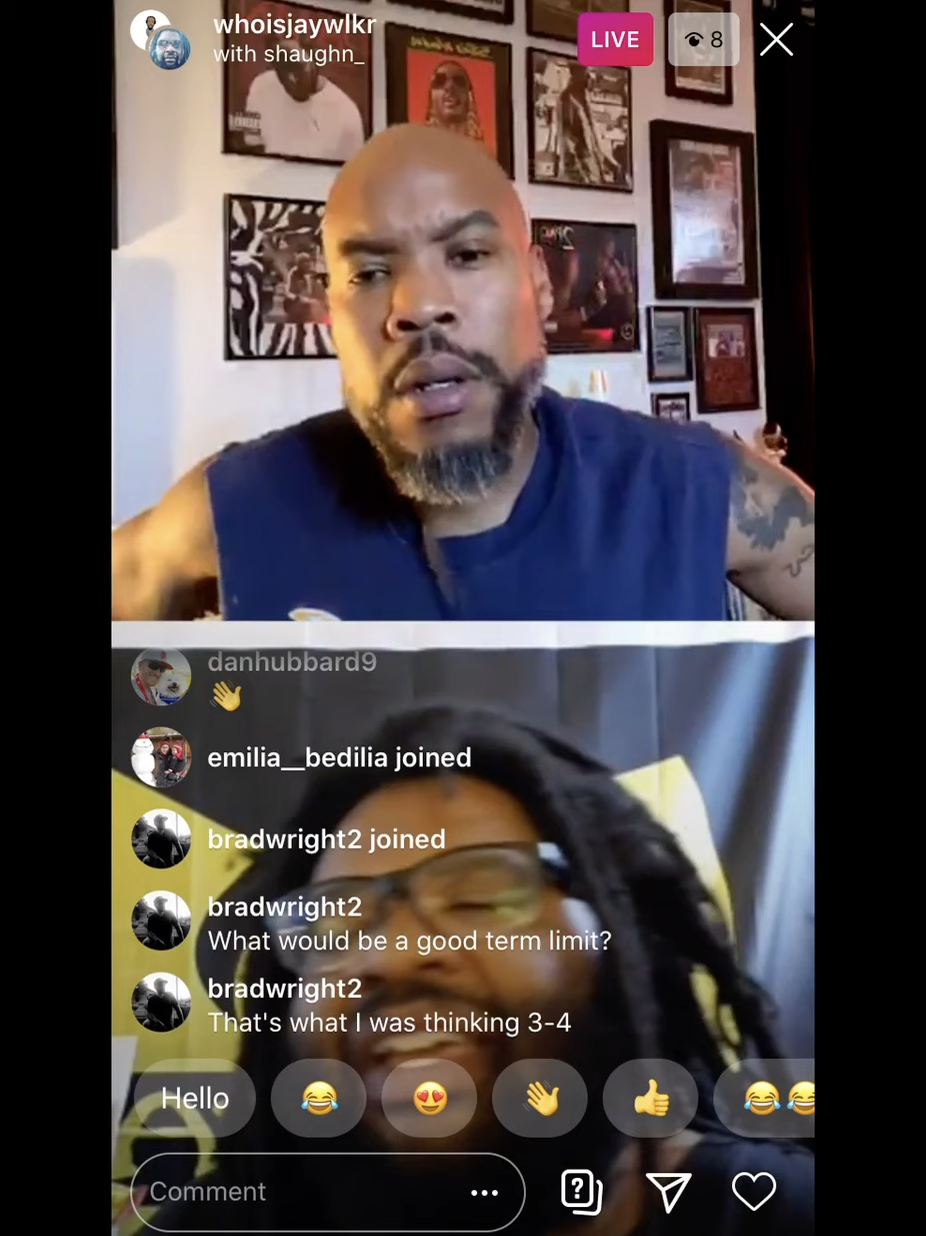 whoisjaywlkr
with shaughn_
LIVE
8
danhubbard9
👋
emilia__bedilia joined
bradwright2 joined
bradwright2
What would be a good term limit?
bradwright2
That's what I was thinking 3-4
Hello 😂 😍 👋 👍 😂😂
Comment